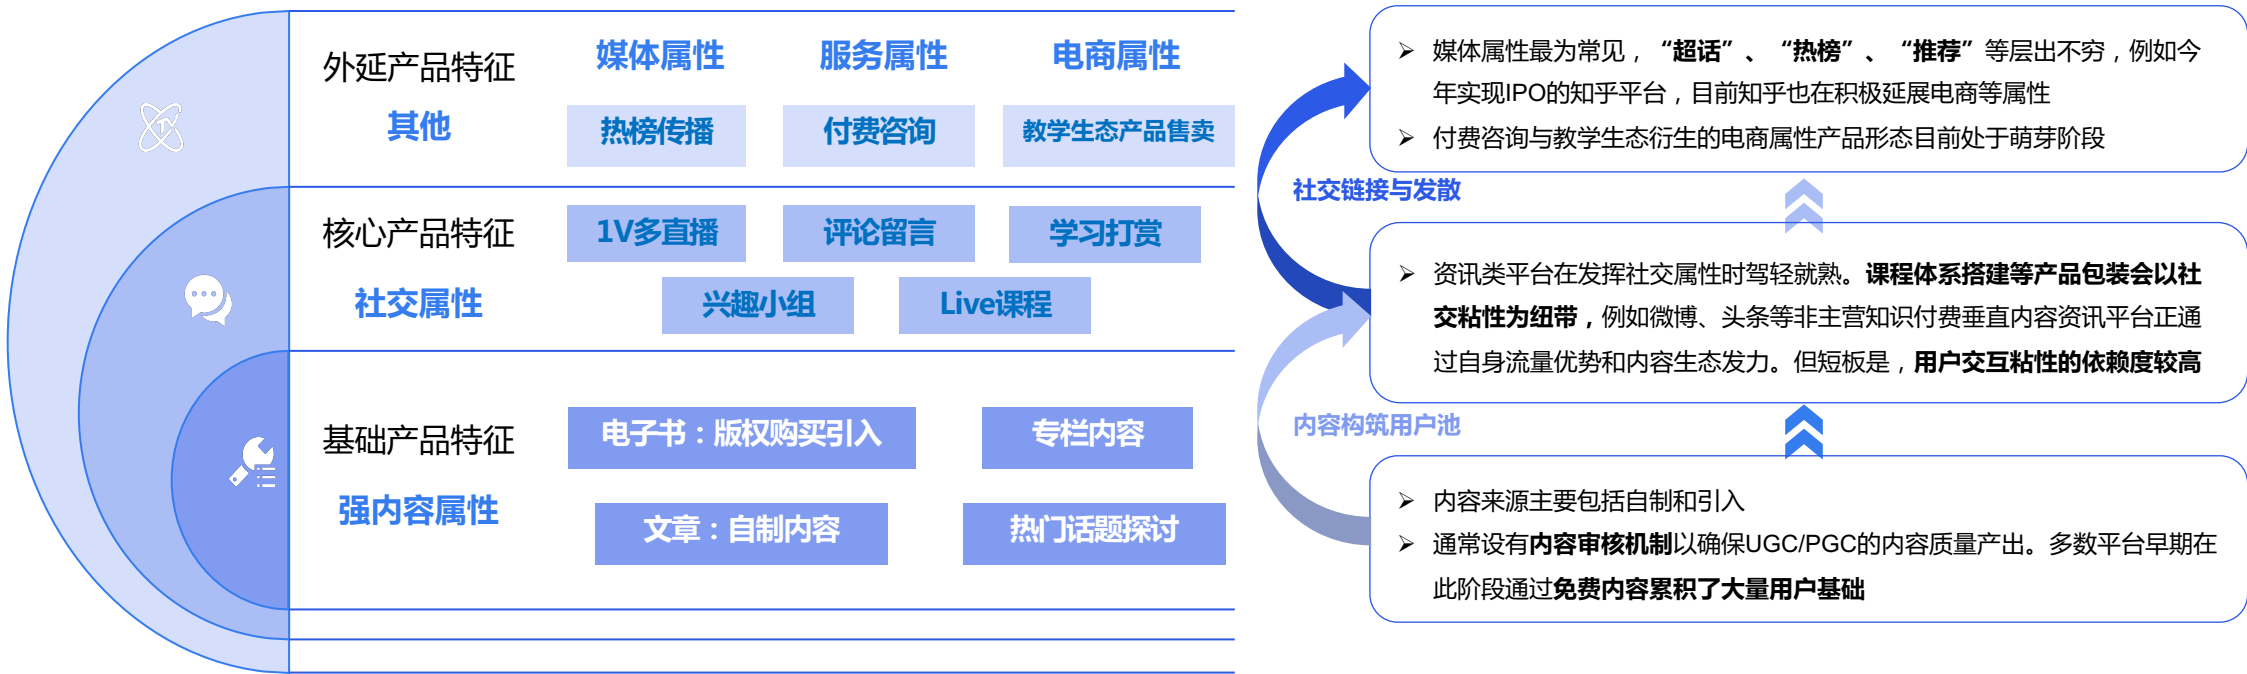 外延产品特征
其他
媒体属性
服务属性
电商属性
热榜传播
付费咨询
教学生态产品售卖
核心产品特征
社交属性
1V多直播
评论留言
学习打赏
兴趣小组
Live课程
基础产品特征
强内容属性
电子书：版权购买引入
专栏内容
文章：自制内容
热门话题探讨
社交链接与发散
内容构筑用户池
➢ 媒体属性最为常见，“超话”、“热榜”、“推荐”等层出不穷，例如今
年实现IPO的知乎平台，目前知乎也在积极延展电商等属性
➢ 付费咨询与教学生态衍生的电商属性产品形态目前处于萌芽阶段
➢ 资讯类平台在发挥社交属性时驾轻就熟。课程体系搭建等产品包装会以社
交粘性为纽带，例如微博、头条等非主营知识付费垂直内容资讯平台正通
过自身流量优势和内容生态发力。但短板是，用户交互粘性的依赖度较高
➢ 内容来源主要包括自制和引入
➢ 通常设有内容审核机制以确保UGC/PGC的内容质量产出。多数平台早期在
此阶段通过免费内容累积了大量用户基础